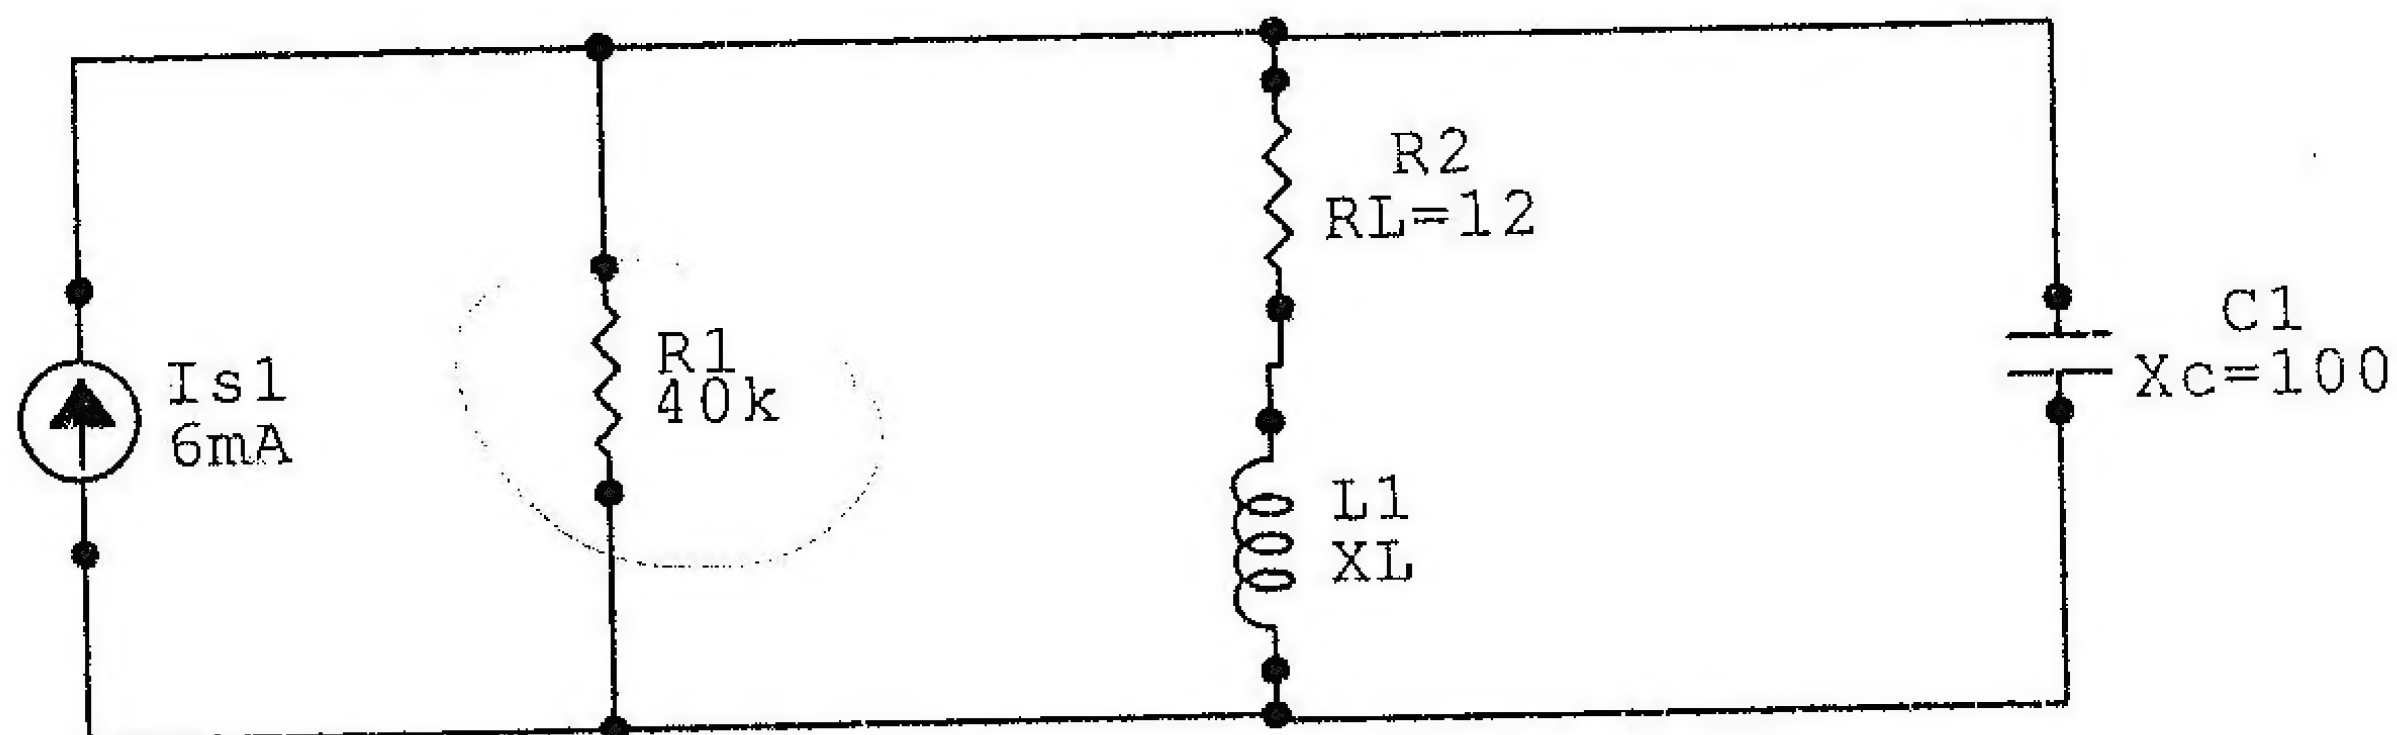 Is1
6mA
R1
40k
R2
RL=12
L1
XL
C1
Xc=100